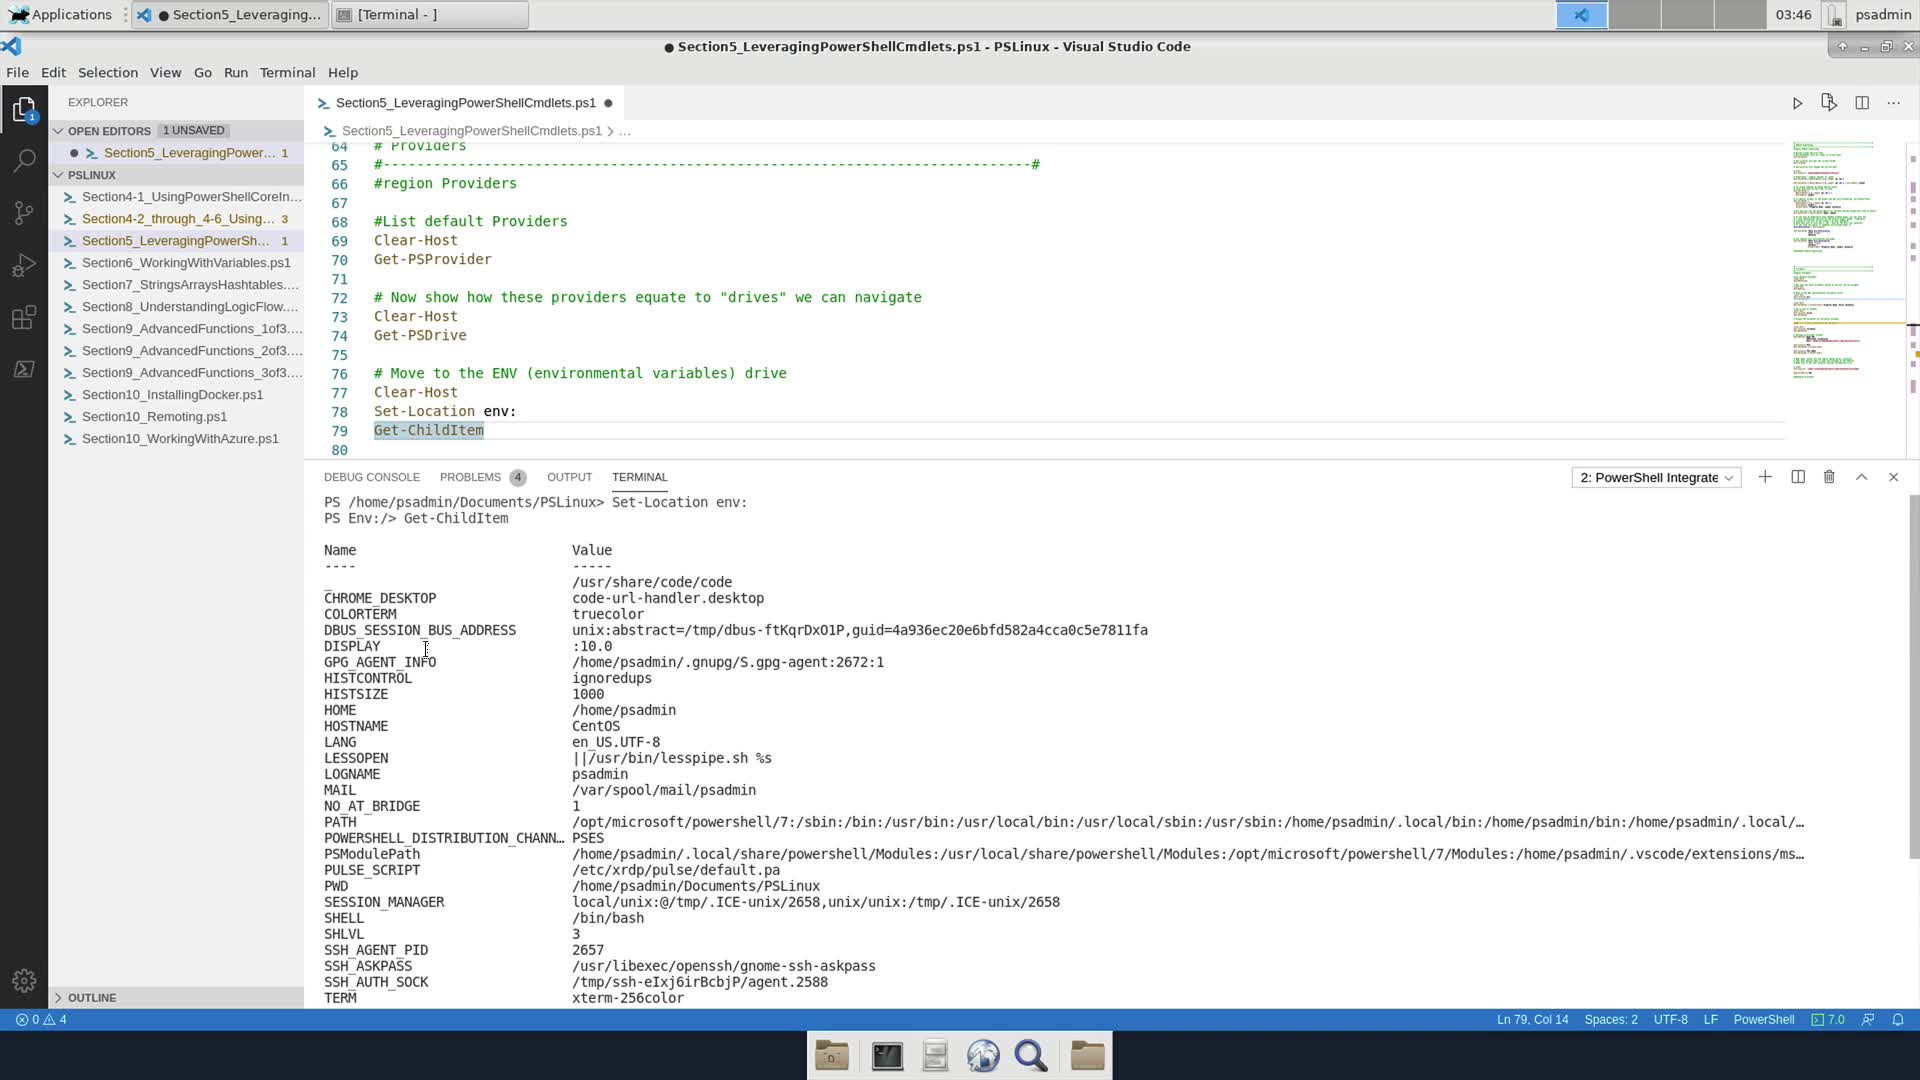 Applications
● Section5_Leveraging...
[Terminal - ]
03:46
psadmin
● Section5_LeveragingPowerShellCmdlets.ps1 - PSLinux - Visual Studio Code
File Edit Selection View Go Run Terminal Help
EXPLORER
OPEN EDITORS 1 UNSAVED
Section5_LeveragingPower... 1
PSLINUX
Section4-1_UsingPowerShellCoreIn...
Section4-2_through_4-6_Using... 3
Section5_LeveragingPowerSh... 1
Section6_WorkingWithVariables.ps1
Section7_StringsArraysHashtables....
Section8_UnderstandingLogicFlow....
Section9_AdvancedFunctions_1of3....
Section9_AdvancedFunctions_2of3....
Section9_AdvancedFunctions_3of3....
Section10_InstallingDocker.ps1
Section10_Remoting.ps1
Section10_WorkingWithAzure.ps1
OUTLINE
1
Section5_LeveragingPowerShellCmdlets.ps1 ●
Section5_LeveragingPowerShellCmdlets.ps1 > ...
64 # Providers
65 #-----------------------------------------------------------------------------#
66 #region Providers
67
68 #List default Providers
69 Clear-Host
70 Get-PSProvider
71
72 # Now show how these providers equate to "drives" we can navigate
73 Clear-Host
74 Get-PSDrive
75
76 # Move to the ENV (environmental variables) drive
77 Clear-Host
78 Set-Location env:
79 Get-ChildItem
80
DEBUG CONSOLE PROBLEMS 4 OUTPUT TERMINAL
2: PowerShell Integrate
PS /home/psadmin/Documents/PSLinux> Set-Location env:
PS Env:/> Get-ChildItem
Name Value
---- -----
_ /usr/share/code/code
CHROME_DESKTOP code-url-handler.desktop
COLORTERM truecolor
DBUS_SESSION_BUS_ADDRESS unix:abstract=/tmp/dbus-ftKqrDxO1P,guid=4a936ec20e6bfd582a4cca0c5e7811fa
DISPLAY :10.0
GPG_AGENT_INFO /home/psadmin/.gnupg/S.gpg-agent:2672:1
HISTCONTROL ignoredups
HISTSIZE 1000
HOME /home/psadmin
HOSTNAME CentOS
LANG en_US.UTF-8
LESSOPEN ||/usr/bin/lesspipe.sh %s
LOGNAME psadmin
MAIL /var/spool/mail/psadmin
NO_AT_BRIDGE 1
PATH /opt/microsoft/powershell/7:/sbin:/bin:/usr/bin:/usr/local/bin:/usr/local/sbin:/usr/sbin:/home/psadmin/.local/bin:/home/psadmin/bin:/home/psadmin/.local/…
POWERSHELL_DISTRIBUTION_CHANN… PSES
PSModulePath /home/psadmin/.local/share/powershell/Modules:/usr/local/share/powershell/Modules:/opt/microsoft/powershell/7/Modules:/home/psadmin/.vscode/extensions/ms…
PULSE_SCRIPT /etc/xrdp/pulse/default.pa
PWD /home/psadmin/Documents/PSLinux
SESSION_MANAGER local/unix:@/tmp/.ICE-unix/2658,unix/unix:/tmp/.ICE-unix/2658
SHELL /bin/bash
SHLVL 3
SSH_AGENT_PID 2657
SSH_ASKPASS /usr/libexec/openssh/gnome-ssh-askpass
SSH_AUTH_SOCK /tmp/ssh-eIxj6irBcbjP/agent.2588
TERM xterm-256color
0 4
Ln 79, Col 14 Spaces: 2 UTF-8 LF PowerShell 7.0